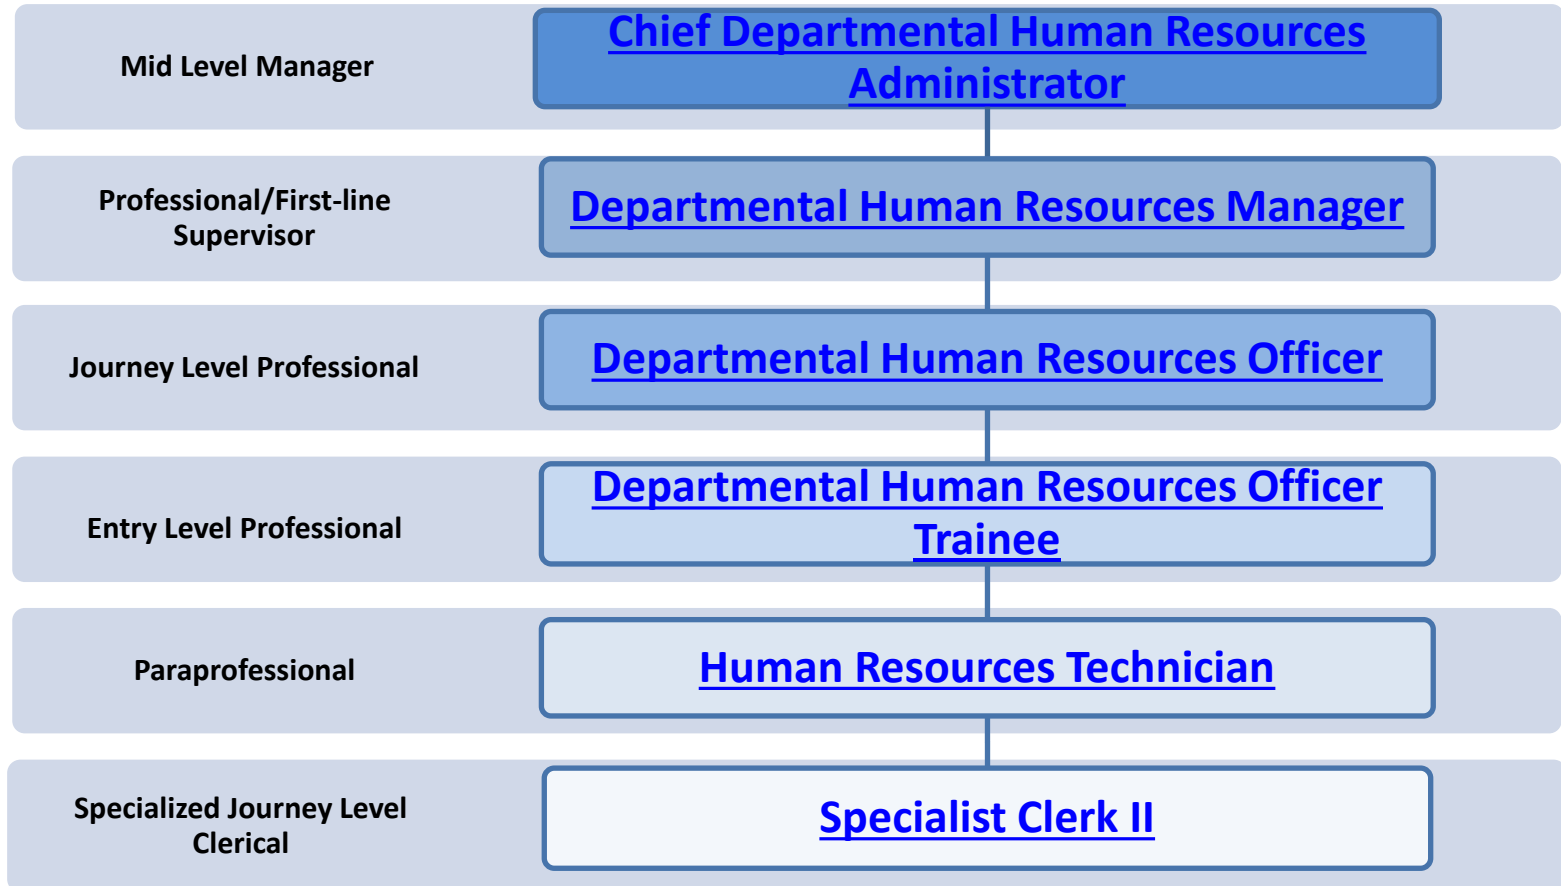 Mid Level Manager
Chief Departmental Human Resources
Administrator
Professional/First-line
Supervisor
Departmental Human Resources Manager
Journey Level Professional
Departmental Human Resources Officer
Entry Level Professional
Departmental Human Resources Officer
Trainee
Paraprofessional
Human Resources Technician
Specialized Journey Level
Clerical
Specialist Clerk II